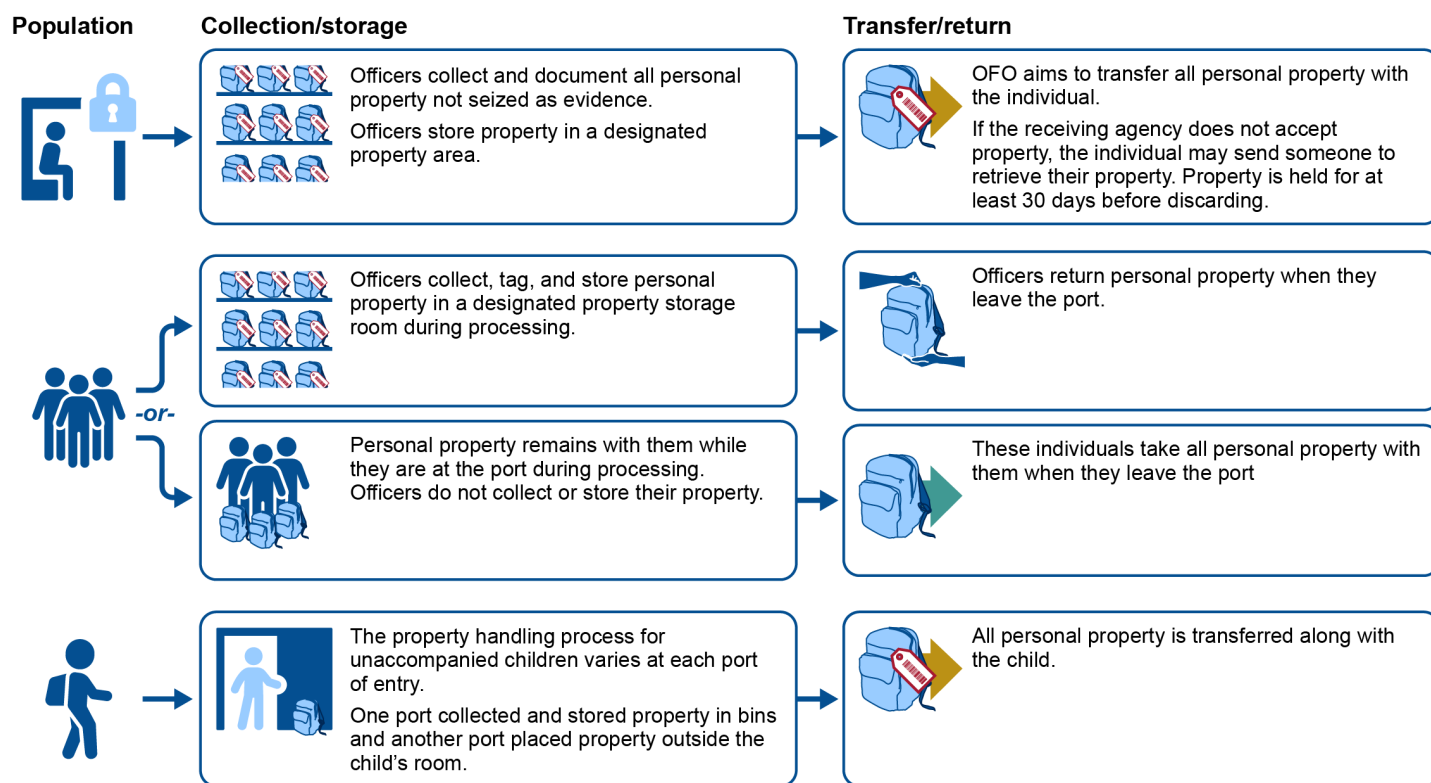 Population
Collection/storage
Transfer/return
Officers collect and document all personal
property not seized as evidence.
Officers store property in a designated
property area.
OFO aims to transfer all personal property with
the individual.
If the receiving agency does not accept
property, the individual may send someone to
retrieve their property. Property is held for at
least 30 days before discarding.
-or-
Officers collect, tag, and store personal
property in a designated property storage
room during processing.
Officers return personal property when they
leave the port.
Personal property remains with them while
they are at the port during processing.
Officers do not collect or store their property.
These individuals take all personal property with
them when they leave the port
The property handling process for
unaccompanied children varies at each port
of entry.
One port collected and stored property in bins
and another port placed property outside the
child’s room.
All personal property is transferred along with
the child.